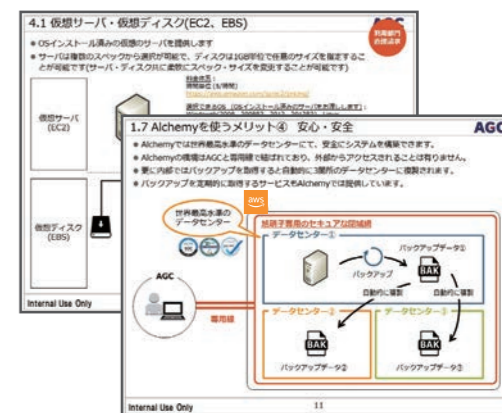 4.1 仮想サーバ・仮想ディスク(EC2、EBS)
AGC
● OSインストール済みの仮想のサーバを提供します
● サーバは複数のスペックから選択が可能で、ディスクは1GB単位で任意のサイズを指定するこ
とが可能です(サーバ・ディスク共に柔軟にスペック・サイズを変更することが可能です)
仮想サーバ
(EC2)
料金体系:
仮想ディスク
(EBS)
Internal Use Only
1.7 Alchemyを使うメリット④ 安心・安全
AGC
● Alchemyでは世界最高水準のデータセンターにて、安全にシステムを構築できます。
● Alchemyの環境はAGCと専用線で結ばれており、外部からアクセスされることは有りません。
● 更に内部ではバックアップを取得すると自動的に3箇所のデータセンターに複製されます。
● バックアップを定期的に取得するサービスもAlchemyでは提供しています。
aws
世界最高水準の
データセンター
旭硝子専用のセキュアな閉域網
データセンター①
バックアップデータ①
バックアップ
BAK
自動的に複製
自動的に複製
AGC
専用線
データセンター②
データセンター③
BAK
BAK
バックアップデータ②
バックアップデータ③
Internal Use Only
11